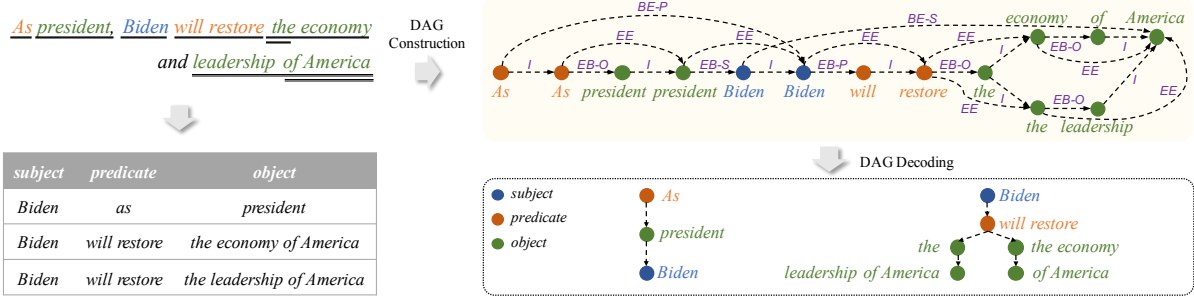 As president, Biden will restore the economy
and leadership of America
DAG
Construction
subject predicate object
Biden as president
Biden will restore the economy of America
Biden will restore the leadership of America
BE-P BE-S economy of America
EE EE EE EE EB-O I
I EB-O I EB-S I EB-P I EB-O I EE
As As president president Biden Biden will restore the
EE I EB-O I EE
the leadership
DAG Decoding
subject
predicate
object
As
president
Biden
Biden
will restore
the the economy
leadership of America of America